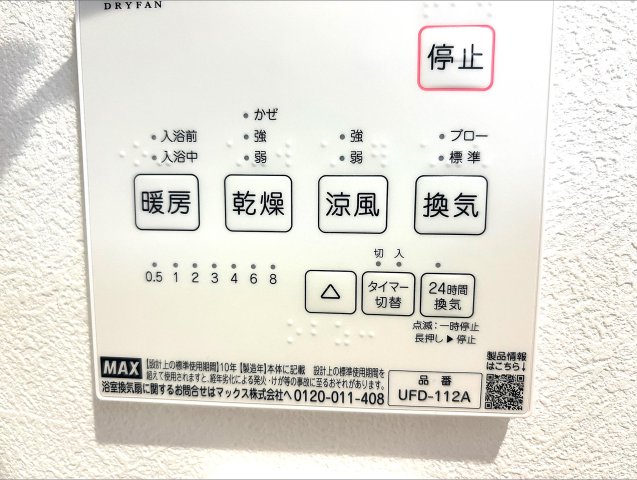 DRYFAN
停止
かぜ
入浴前 強 強 プロー
入浴中 弱 弱 標準
暖房 乾燥 涼風 換気
切 入
0.5 1 2 3 4 6 8
△ タイマー切替 24時間換気
点滅:一時停止
長押し▶停止
製品情報
はこちら↓
MAX 【設計上の標準使用期間】10年【製造年】本体に記載 設計上の標準使用期間を
超えて使用されますと、経年劣化による発火・けが等の事故に至るおそれがあります。
浴室換気扇に関するお問合せはマックス株式会社へ 0120-011-408
品番
UFD-112A